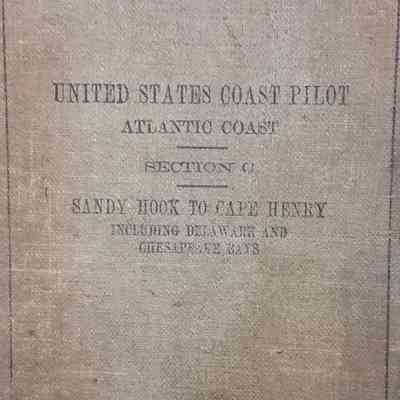 UNITED STATES COAST PILOT
ATLANTIC COAST
SECTION C
SANDY HOOK TO CAPE HENRY
INCLUDING DELAWARE AND
CHESAPEAKE BAYS